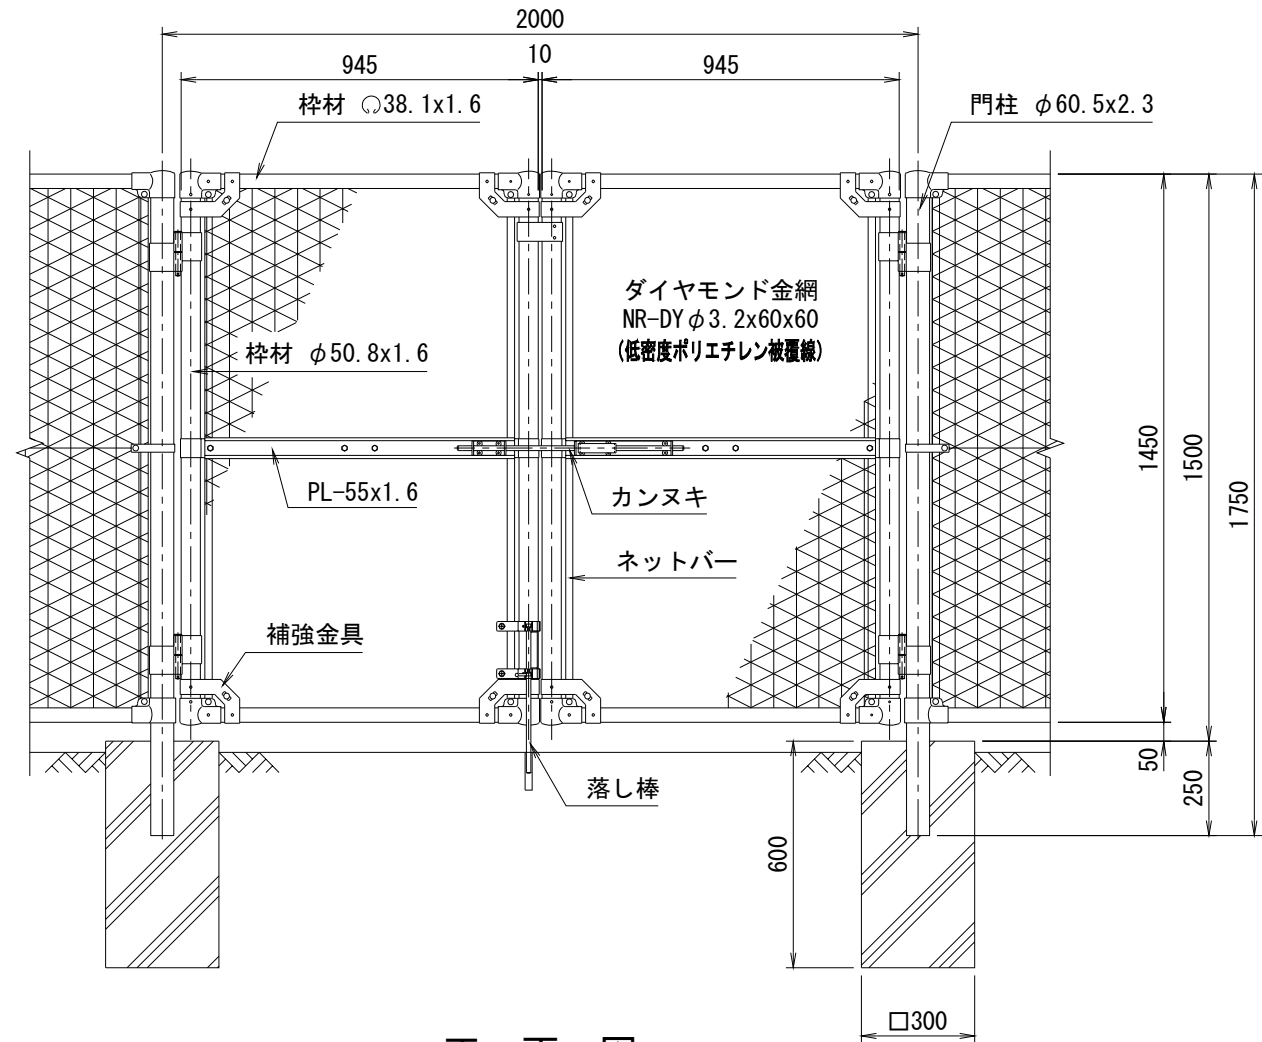 2000
10
945
945
枠材 38.1x1.6
門柱 φ60.5x2.3
ダイヤモンド金網
NR-DYφ3.2x60x60
(低密度ポリエチレン被覆線)
枠材 φ50.8x1.6
1450
1500
1750
PL-55x1.6
カンヌキ
ネットバー
補強金具
落し棒
50
250
600
□300